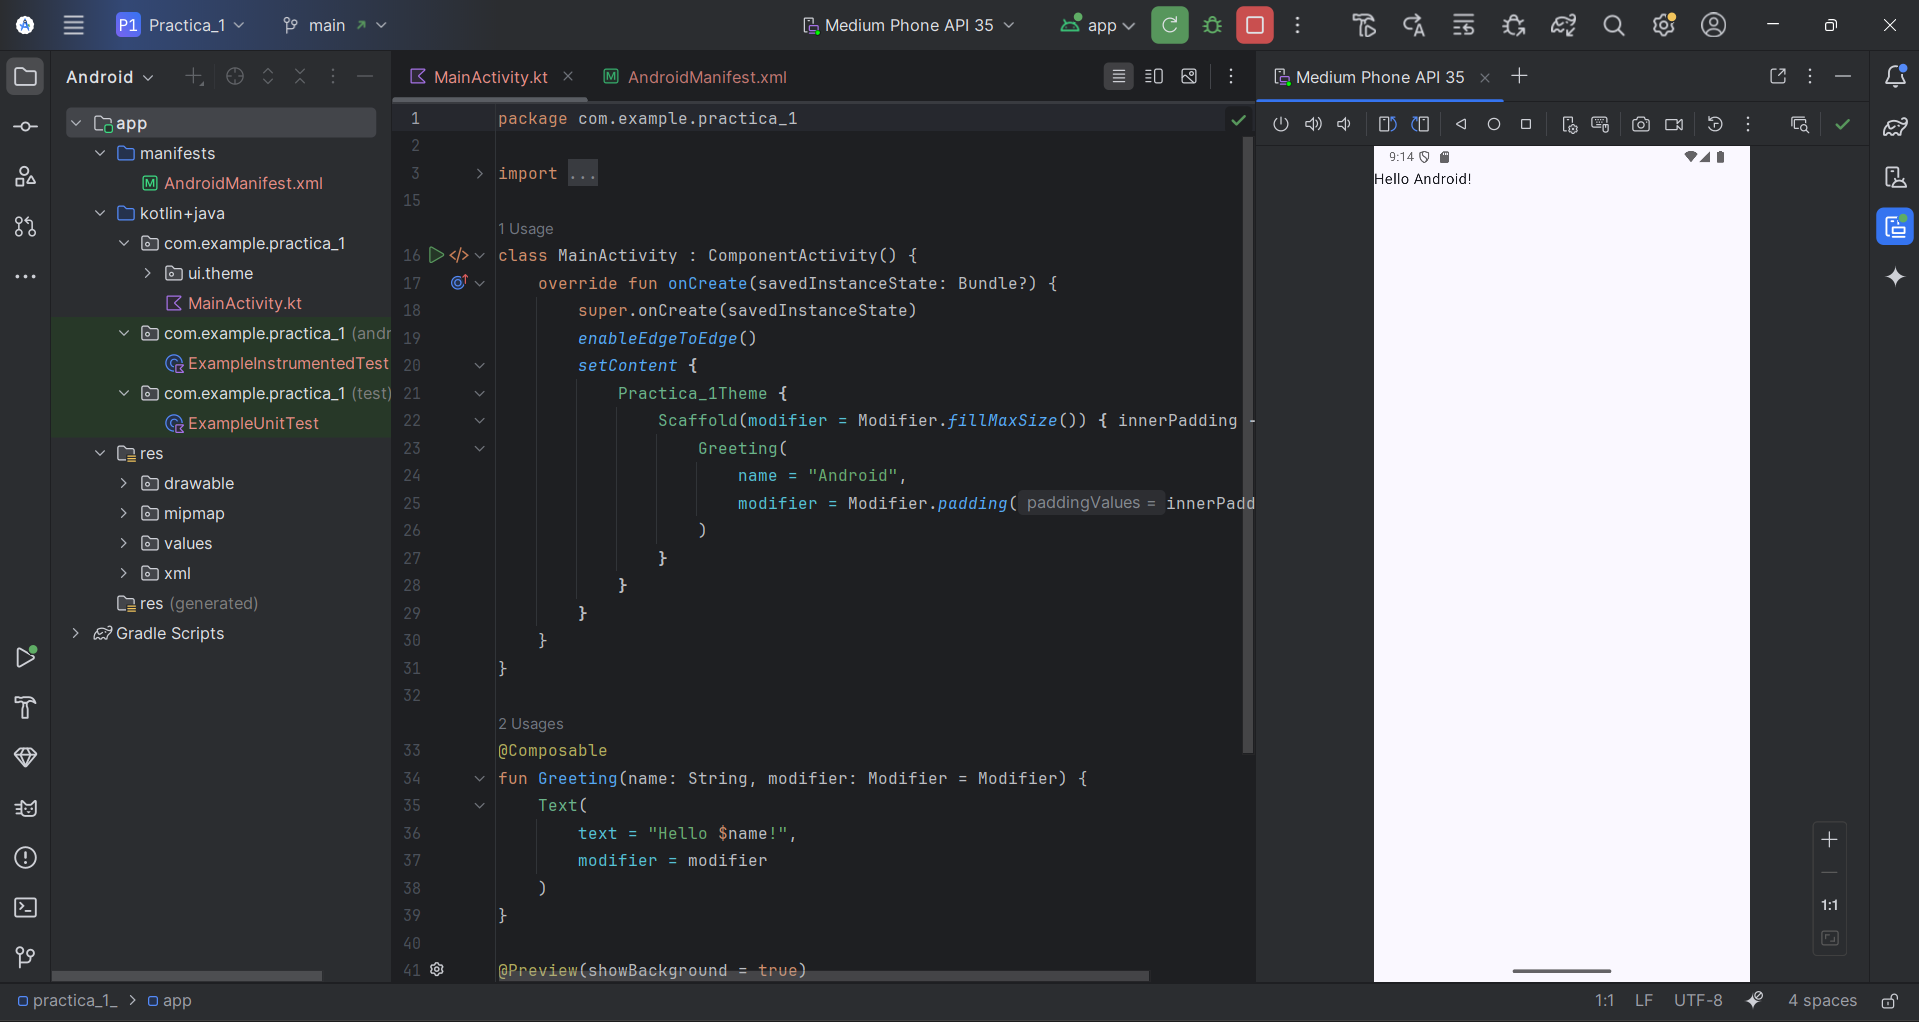 P1 Practica_1 main Medium Phone API 35 app
Android
MainActivity.kt AndroidManifest.xml
Medium Phone API 35
app
manifests
AndroidManifest.xml
kotlin+java
com.example.practica_1
ui.theme
MainActivity.kt
com.example.practica_1 (andr
ExampleInstrumentedTest
com.example.practica_1 (test)
ExampleUnitTest
res
drawable
mipmap
values
xml
res (generated)
Gradle Scripts
1 package com.example.practica_1
2
3 import ...
15
1 Usage
16 class MainActivity : ComponentActivity() {
17 override fun onCreate(savedInstanceState: Bundle?) {
18 super.onCreate(savedInstanceState)
19 enableEdgeToEdge()
20 setContent {
21 Practica_1Theme {
22 Scaffold(modifier = Modifier.fillMaxSize()) { innerPadding -
23 Greeting(
24 name = "Android",
25 modifier = Modifier.padding( paddingValues = innerPadd
26 )
27 }
28 }
29 }
30 }
31 }
32
2 Usages
33 @Composable
34 fun Greeting(name: String, modifier: Modifier = Modifier) {
35 Text(
36 text = "Hello $name!",
37 modifier = modifier
38 )
39 }
40
41 @Preview(showBackground = true)
9:14
Hello Android!
1:1
practica_1_ > app
1:1 LF UTF-8 4 spaces